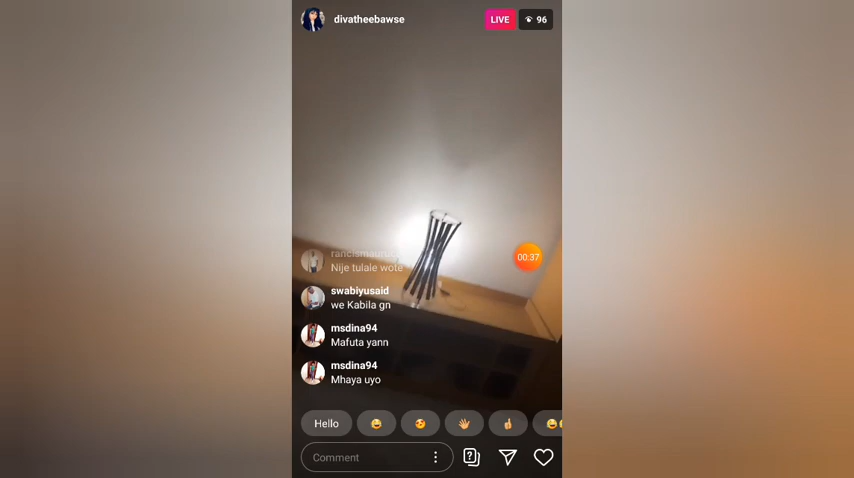 divatheebawse
LIVE
96
Nije tulale wote
00:37
swabiyusaid
we Kabila gn
msdina94
Mafuta yann
msdina94
Mhaya uyo
Hello
Comment